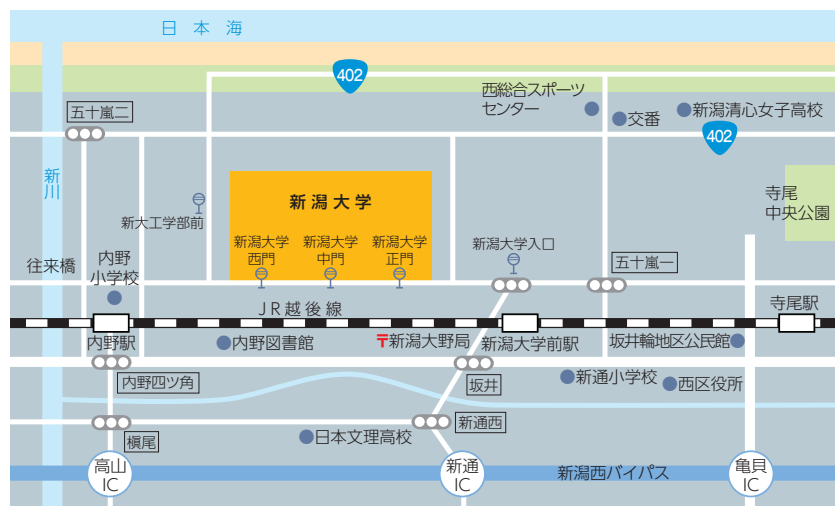 日本海
402
西総合スポーツ
センター
交番
新潟清心女子高校
402
五十嵐二
新川
新大工学部前
新潟大学
新潟大学
西門
新潟大学
中門
新潟大学
正門
新潟大学入口
寺尾
中央公園
往来橋
内野
小学校
五十嵐一
JR越後線
寺尾駅
内野駅
内野図書館
〒新潟大野局
新潟大学前駅
坂井輪地区公民館
内野四ツ角
坂井
新通小学校
西区役所
槇尾
日本文理高校
新通西
高山
IC
新通
IC
新潟西バイパス
亀貝
IC